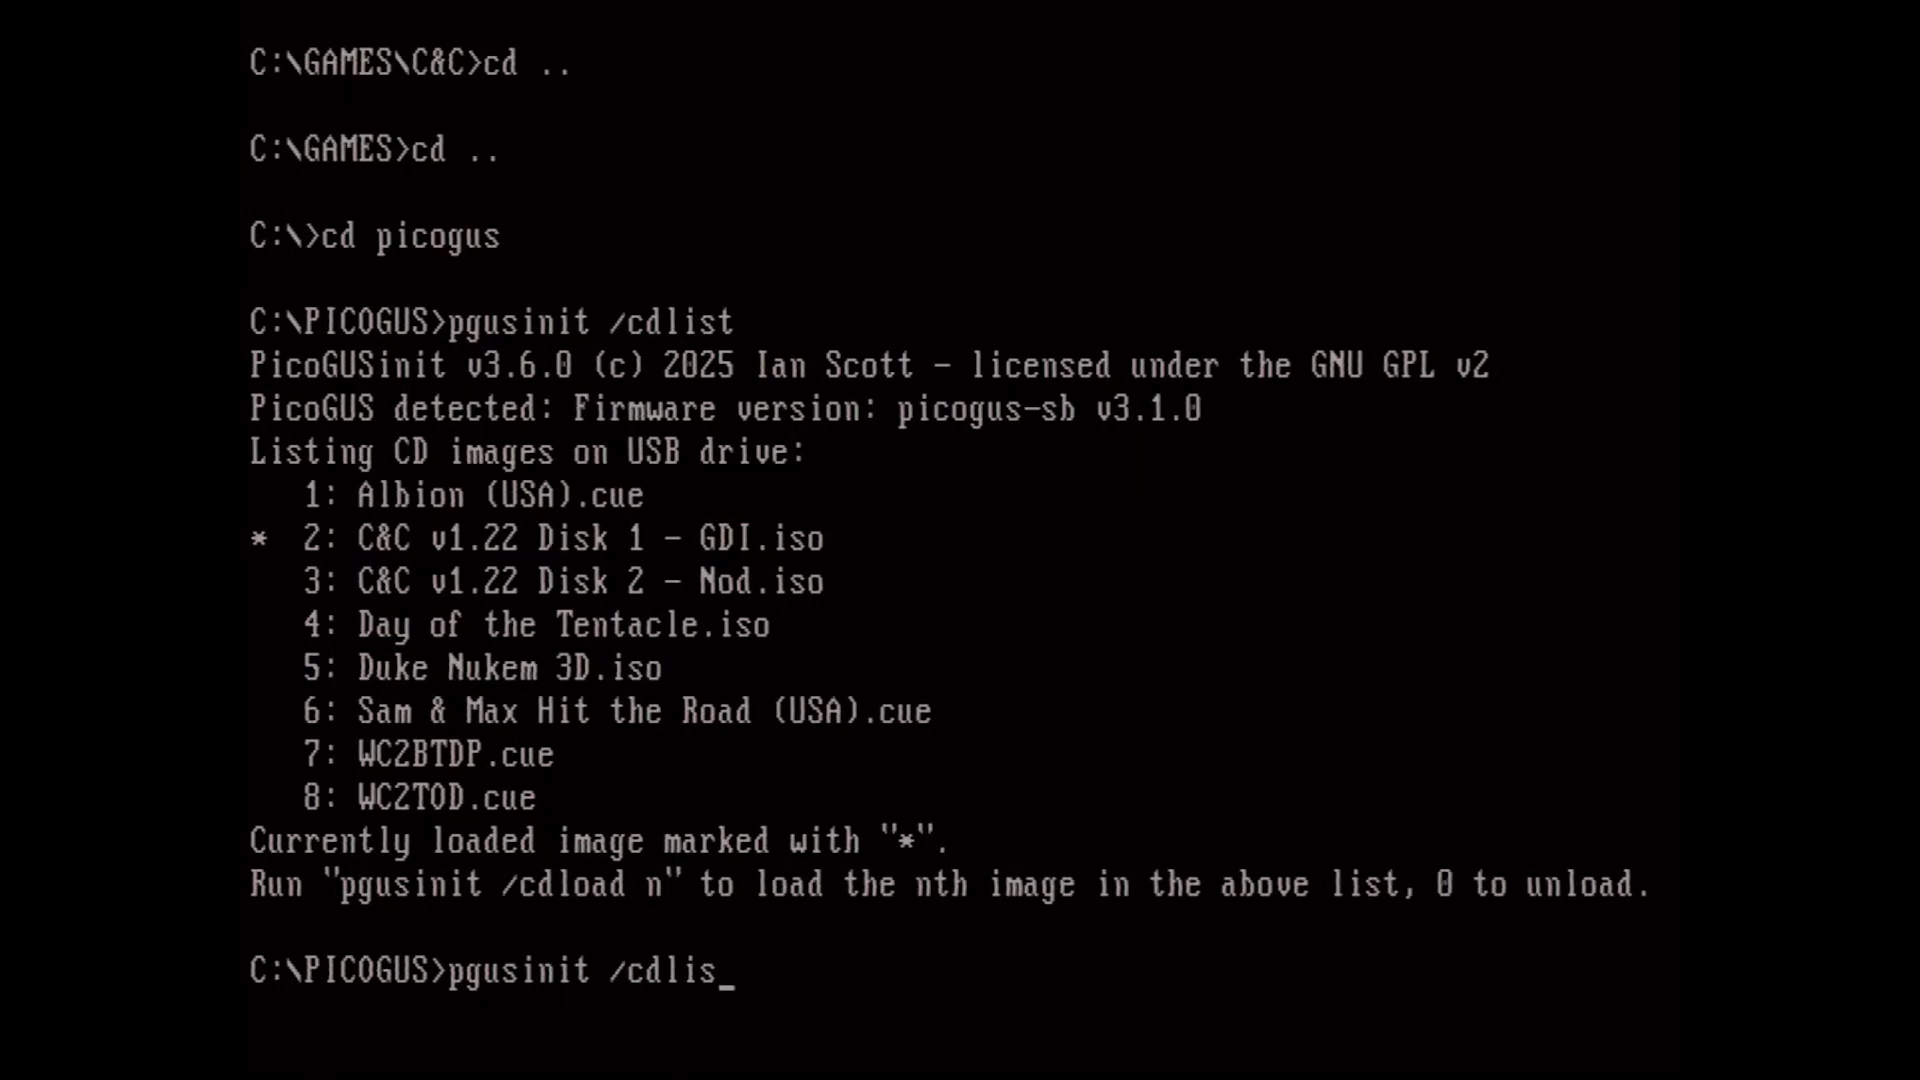 C:\GAMES\C&C>cd ..
C:\GAMES>cd ..
C:\>cd picogus
C:\PICOGUS>pgusinit /cdlist
PicoGUSinit v3.6.0 (c) 2025 Ian Scott - licensed under the GNU GPL v2
PicoGUS detected: Firmware version: picogus-sb v3.1.0
Listing CD images on USB drive:
1: Albion (USA).cue
* 2: C&C v1.22 Disk 1 - GDI.iso
3: C&C v1.22 Disk 2 - Nod.iso
4: Day of the Tentacle.iso
5: Duke Nukem 3D.iso
6: Sam & Max Hit the Road (USA).cue
7: WC2BTDP.cue
8: WC2TOD.cue
Currently loaded image marked with "*".
Run "pgusinit /cdload n" to load the nth image in the above list, 0 to unload.
C:\PICOGUS>pgusinit /cdlis_